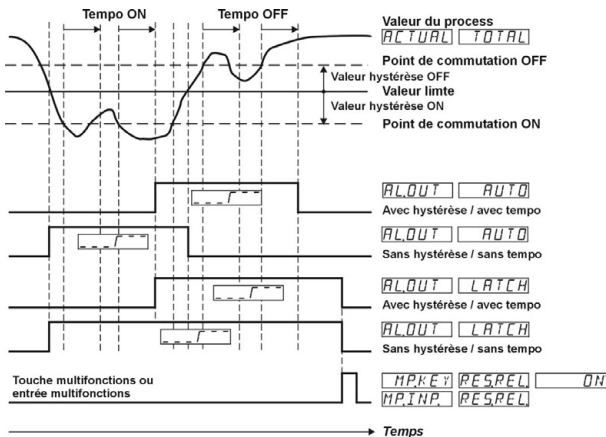 Tempo ON Tempo OFF
Valeur du process
ACTUAL TOTAL
Point de commutation OFF
Valeur hystérèse OFF
Valeur limte
Valeur hystérèse ON
Point de commutation ON
AL.OUT AUTO
Avec hystérèse / avec tempo
AL.OUT AUTO
Sans hystérèse / sans tempo
AL.OUT LATCH
Avec hystérèse / avec tempo
AL.OUT LATCH
Sans hystérèse / sans tempo
Touche multifonctions ou
entrée multifonctions
MP.KEY RES.REL. ON
MP.INP. RES.REL.
Temps